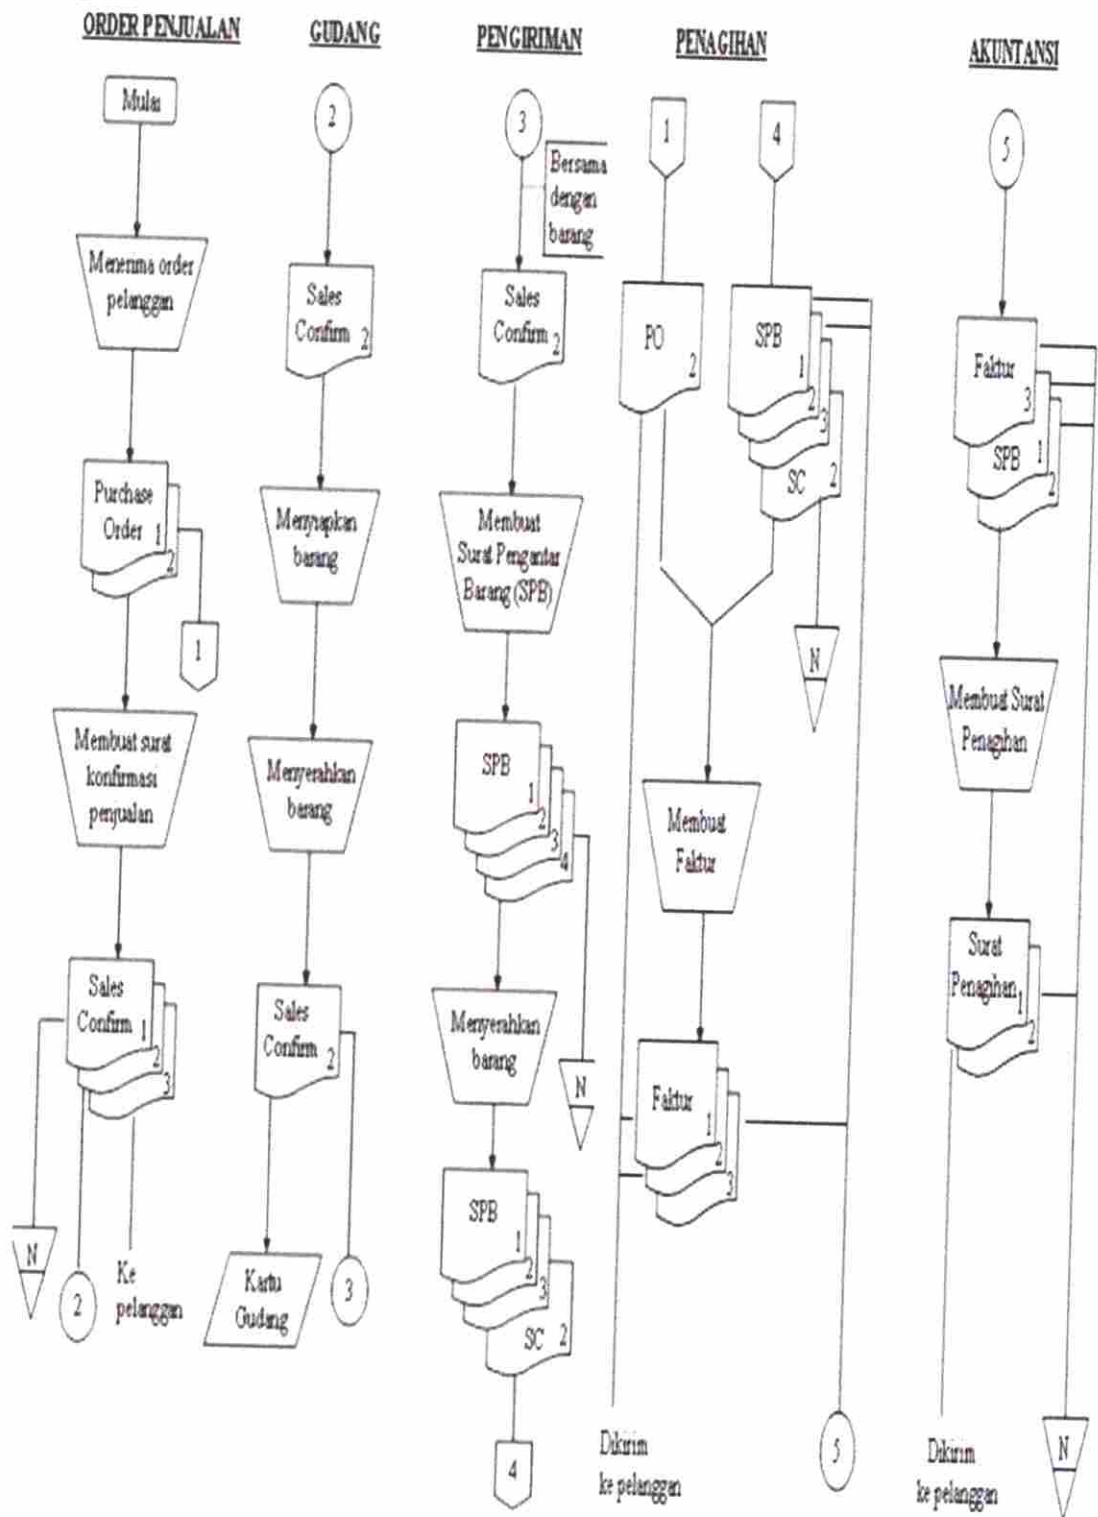 ORDER PENJUALAN
Mulai
Menerima order
pelanggan
Purchase
Order 1
2
1
Membuat surat
konfirmasi
penjualan
Sales
Confirm 1
2
3
N
2
Ke
pelanggan
GUDANG
2
Sales
Confirm 2
Menyiapkan
barang
Menyerahkan
barang
Sales
Confirm 2
Kartu
Gudang
3
PENGIRIMAN
3
Bersama
dengan
barang
Sales
Confirm 2
Membuat
Surat Pengantar
Barang (SPB)
SPB
1
2
3
4
N
Menyerahkan
barang
SPB
1
2
3
SC 2
4
PENAGIHAN
1
4
PO
2
SPB
1
2
3
SC 2
N
Membuat
Faktur
Faktur
1
2
3
Dikirim
ke pelanggan
5
AKUNTANSI
5
Faktur
3
SPB 1
2
Membuat Surat
Penagihan
Surat
Penagihan 1
2
Dikirim
ke pelanggan
N